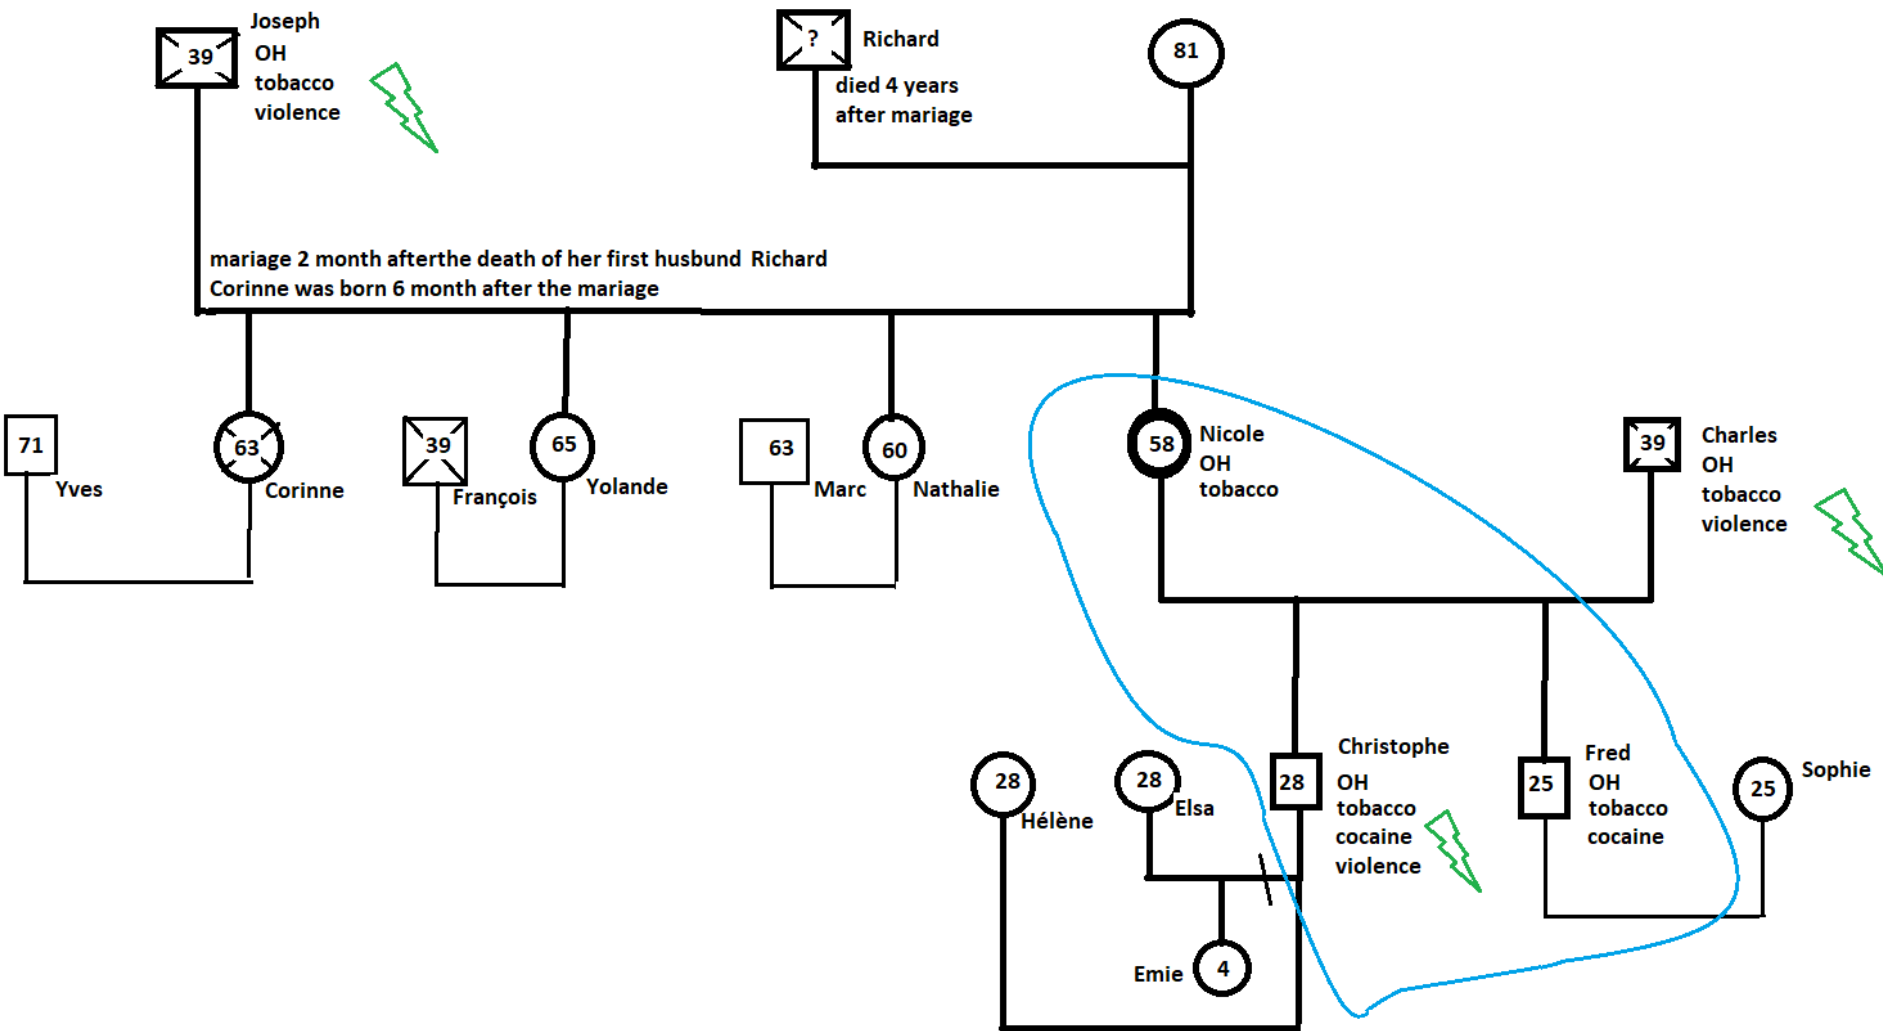 Joseph
39
OH
tobacco
violence
?
Richard
died 4 years
after mariage
81
mariage 2 month afterthe death of her first husbund Richard
Corinne was born 6 month after the mariage
71
Yves
63
Corinne
39
François
65
Yolande
63
Marc
60
Nathalie
58
Nicole
OH
tobacco
39
Charles
OH
tobacco
violence
28
Hélène
28
Elsa
28
Christophe
OH
tobacco
cocaine
violence
25
Fred
OH
tobacco
cocaine
25
Sophie
Emie
4